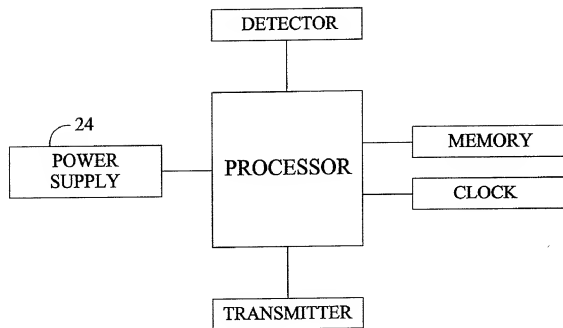 DETECTOR
24
POWER
SUPPLY
PROCESSOR
MEMORY
CLOCK
TRANSMITTER